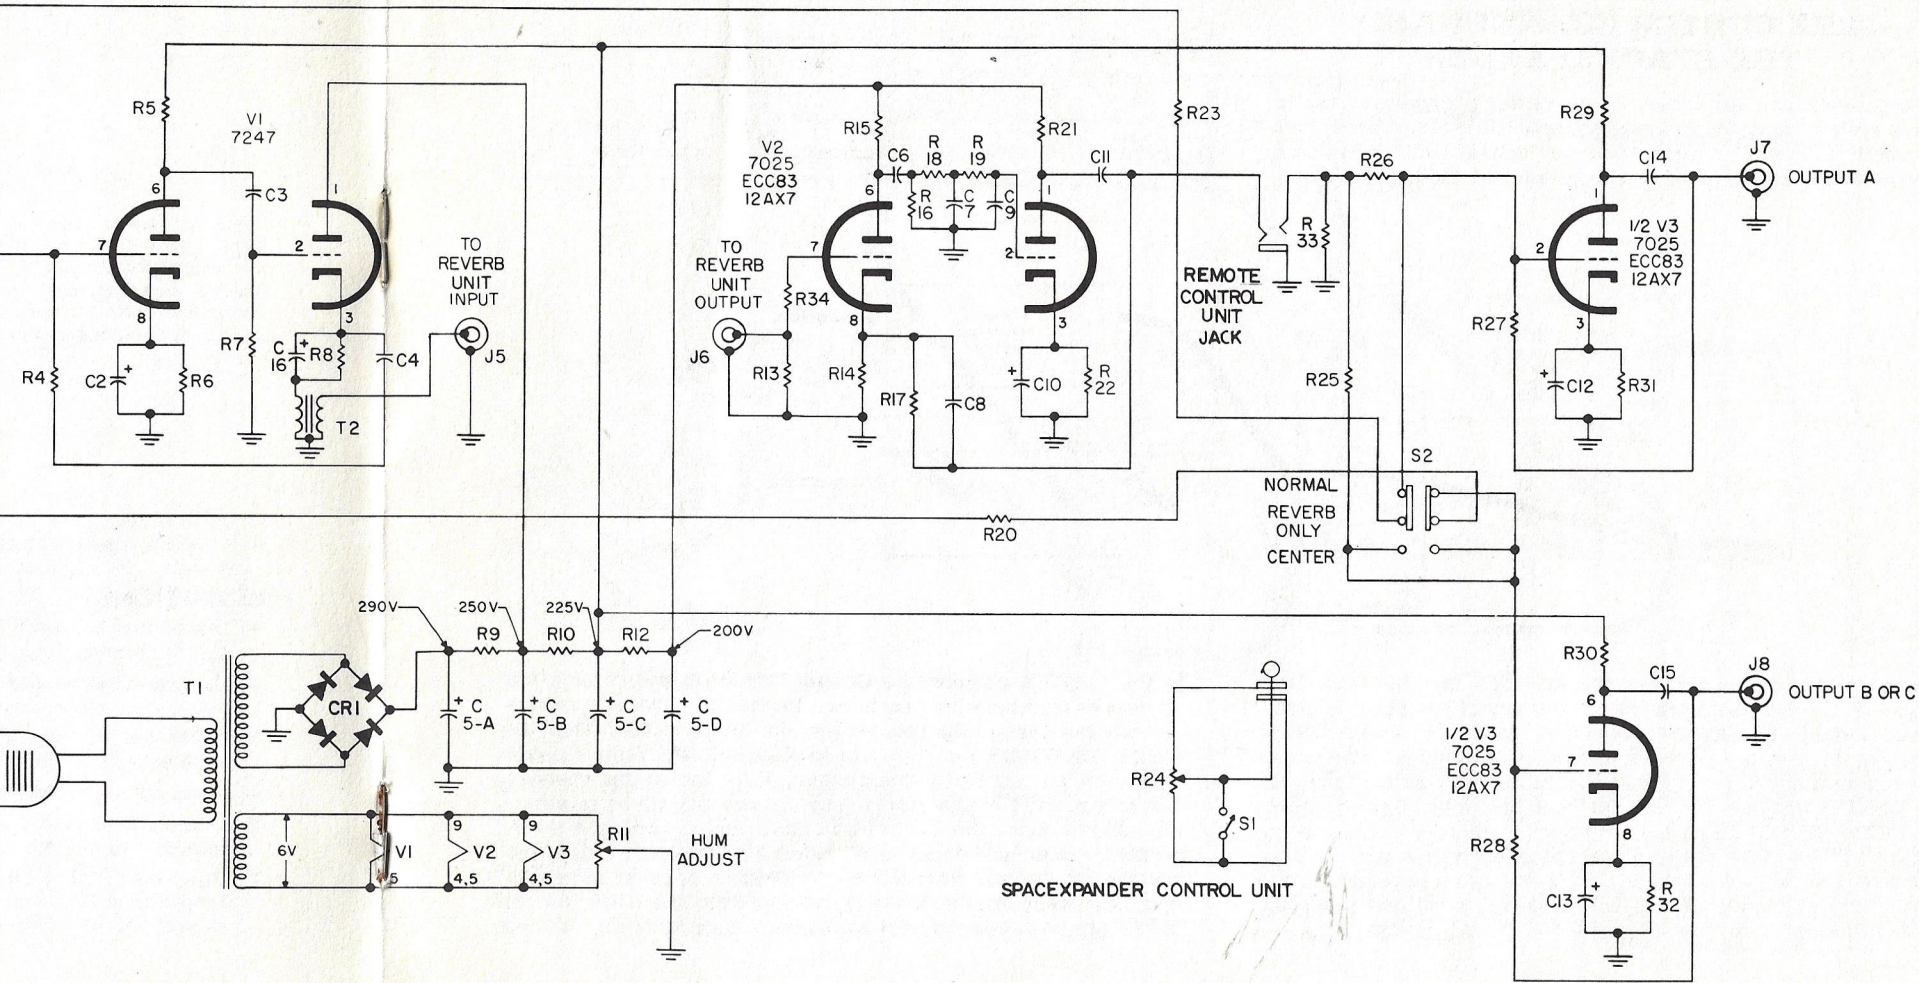 R5
V1
7247
6
C3
1
7
2
8
3
R4
C2
+
R6
R7
C
16
+
R8
C4
T2
TO
REVERB
UNIT
INPUT
J5
V2
7025
ECC83
12AX7
R15
C6
R
18
R
19
R21
C11
6
R
16
C
7
C
9
1
7
2
TO
REVERB
UNIT
OUTPUT
J6
R34
R13
8
R14
R17
C8
3
+
C10
R
22
R23
R26
R
33
REMOTE
CONTROL
UNIT
JACK
R25
R29
C14
J7
OUTPUT A
1
1/2 V3
7025
ECC83
12AX7
2
3
R27
+
C12
R31
S2
NORMAL
REVERB
ONLY
CENTER
R20
290V
250V
225V
200V
R9
R10
R12
T1
CR1
+
C
5-A
+
C
5-B
+
C
5-C
+
C
5-D
6V
V1
5
9
V2
4,5
9
V3
4,5
R11
HUM
ADJUST
R24
S1
SPACEXPANDER CONTROL UNIT
R30
C15
J8
OUTPUT B OR C
6
1/2 V3
7025
ECC83
12AX7
7
8
R28
C13
+
R
32